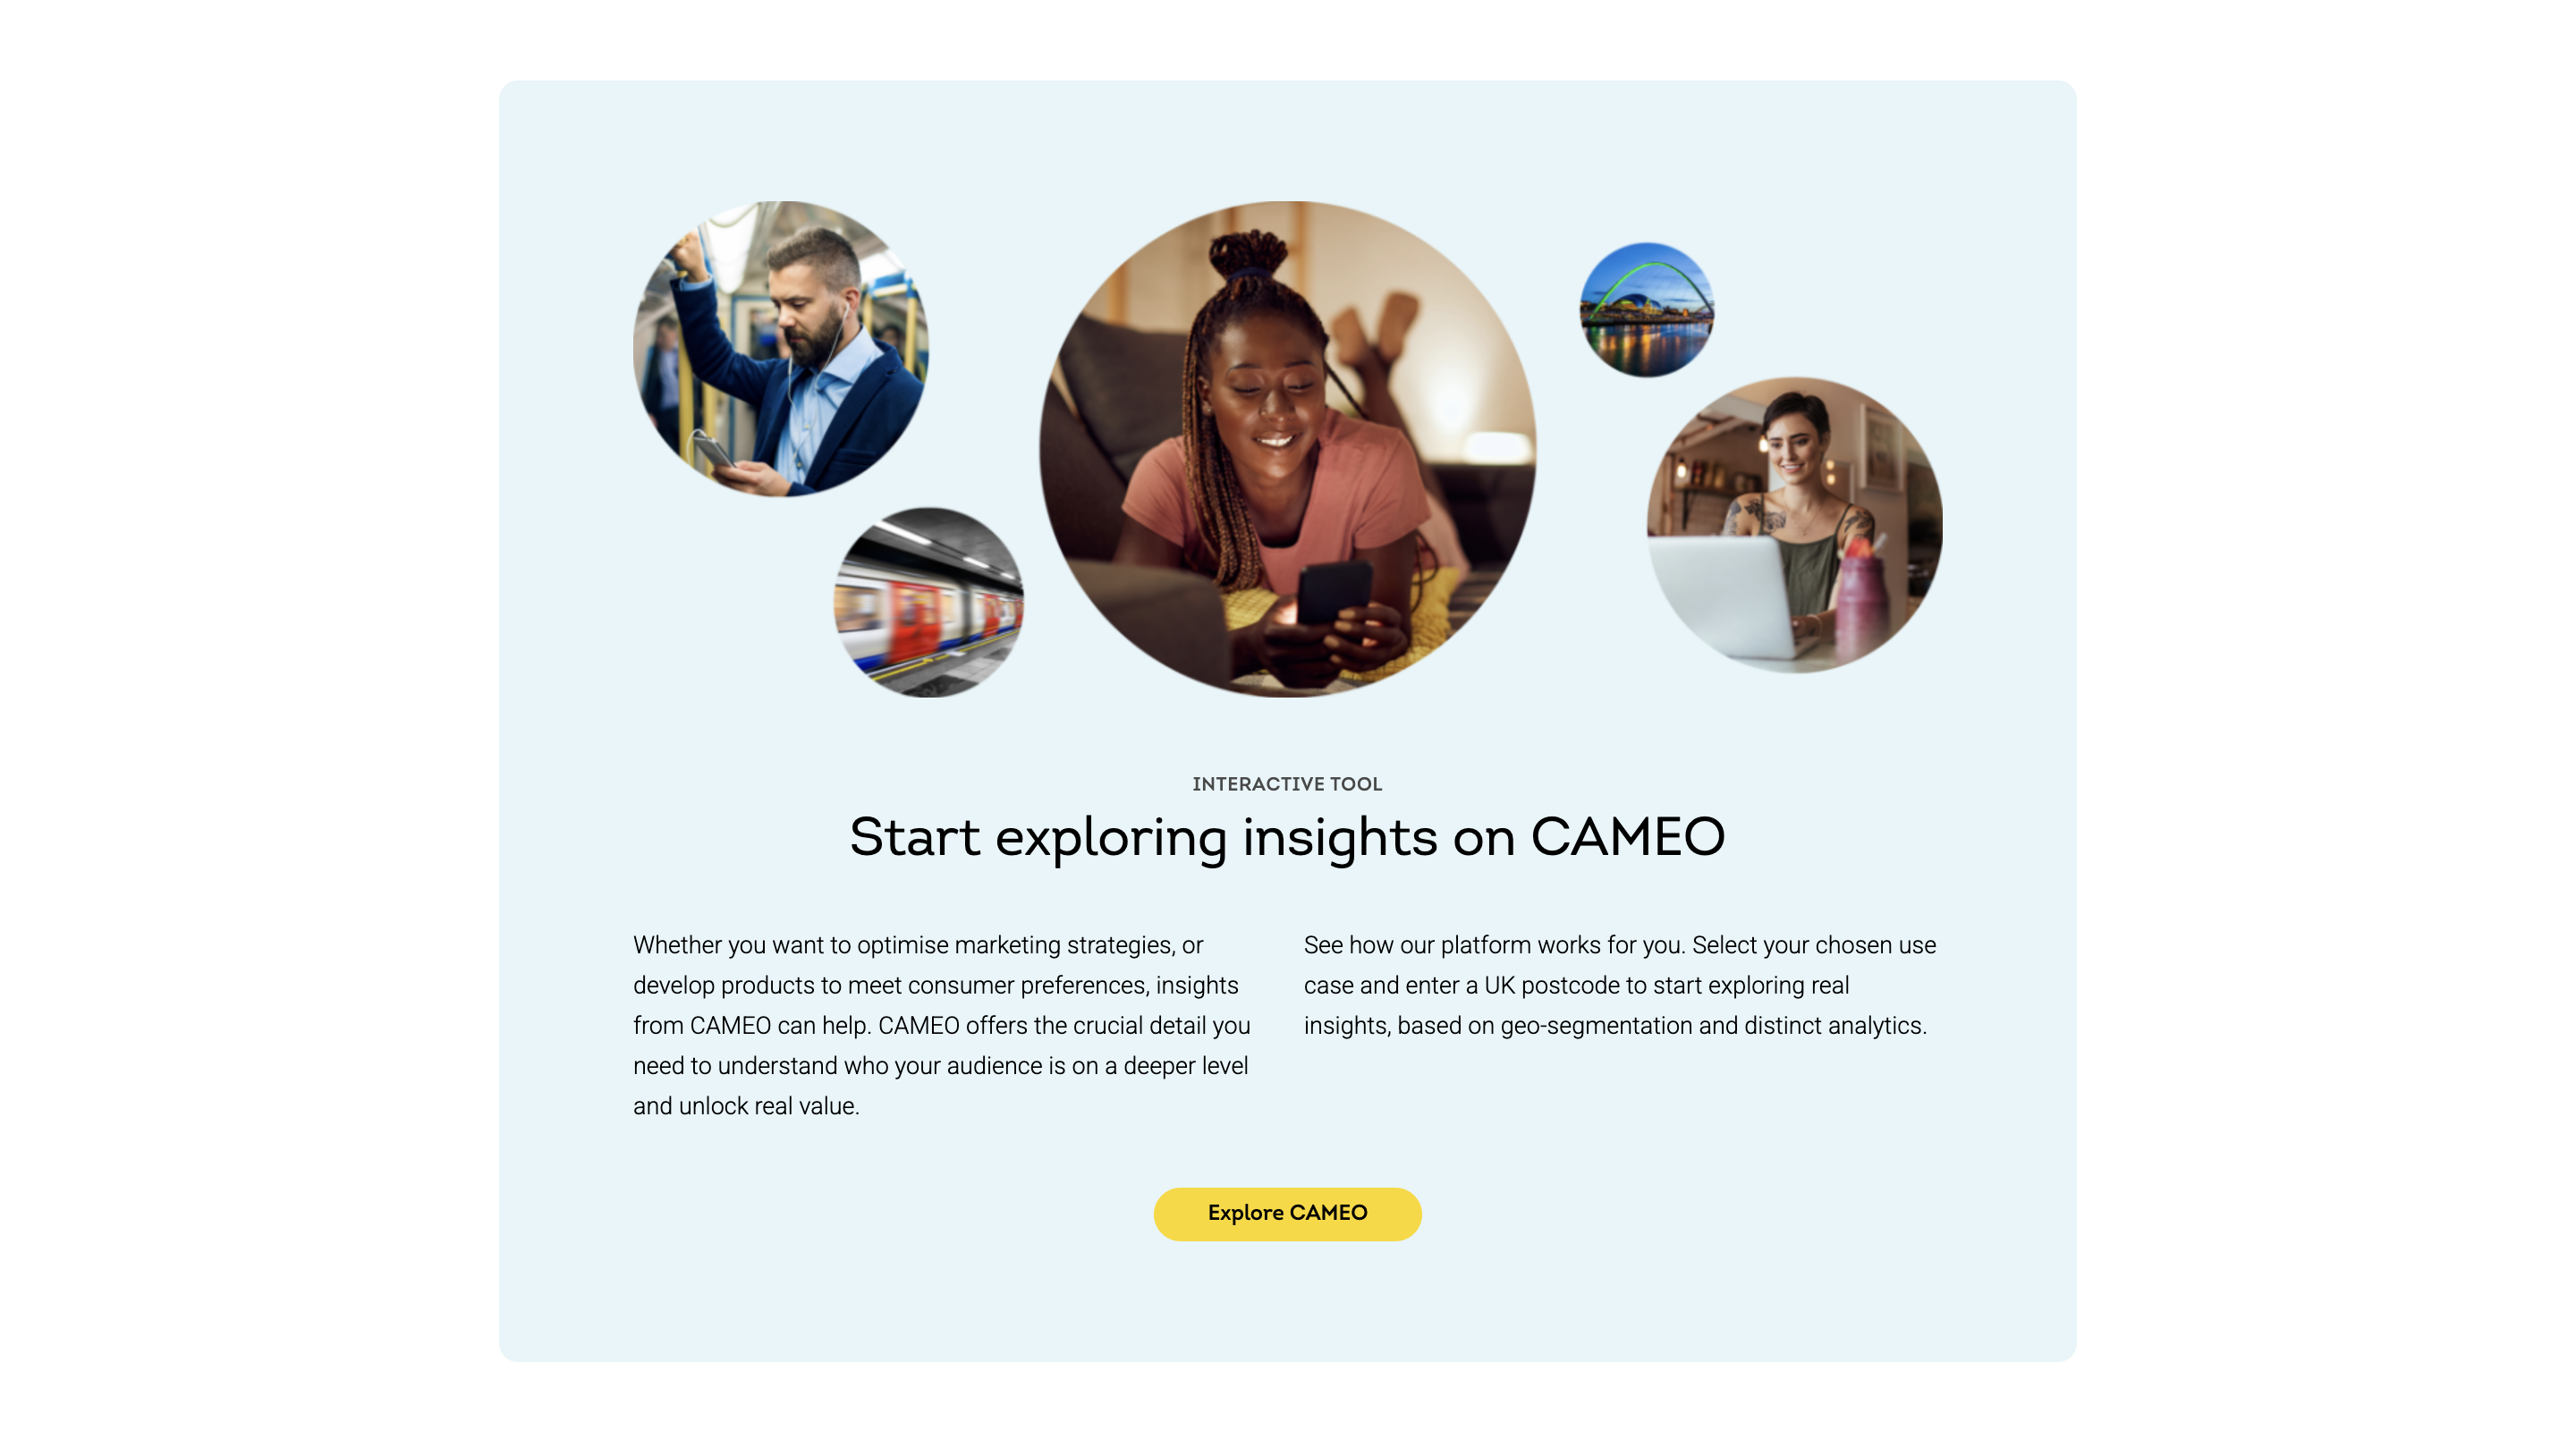 INTERACTIVE TOOL
Start exploring insights on CAMEO
Whether you want to optimise marketing strategies, or
develop products to meet consumer preferences, insights
from CAMEO can help. CAMEO offers the crucial detail you
need to understand who your audience is on a deeper level
and unlock real value.
See how our platform works for you. Select your chosen use
case and enter a UK postcode to start exploring real
insights, based on geo-segmentation and distinct analytics.
Explore CAMEO